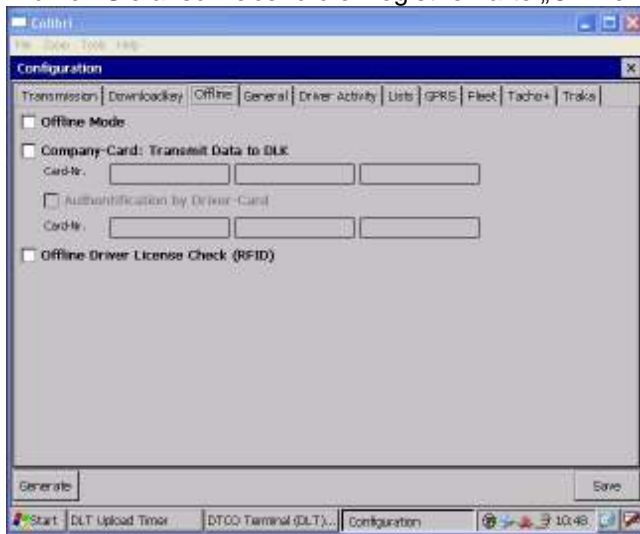 Colibri
File Zoom Tools Help
Configuration
Transmission Downloadkey Offline General Driver Activity Lists GPRS Fleet Tacho+ Traka
Offline Mode
Company-Card: Transmit Data to DLK
Card-Nr.
Authentification by Driver-Card
Card-Nr.
Offline Driver License Check (RFID)
Generate Save
Start DLT Upload Timer DTCO Terminal (DLT)... Configuration 10:48